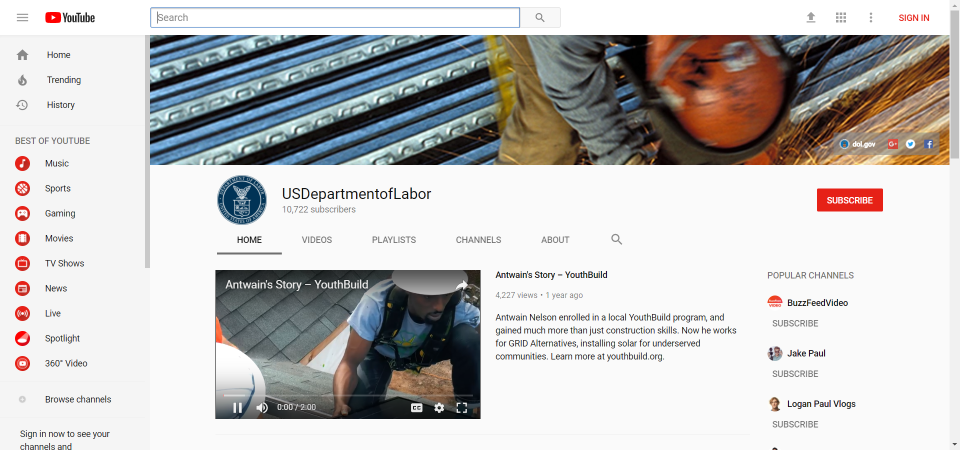 YouTube
Search
SIGN IN
Home
Trending
History
BEST OF YOUTUBE
Music
Sports
Gaming
Movies
TV Shows
News
Live
Spotlight
360° Video
Browse channels
Sign in now to see your
channels and
dol.gov
USDepartmentofLabor
10,722 subscribers
SUBSCRIBE
HOME
VIDEOS
PLAYLISTS
CHANNELS
ABOUT
Antwain's Story – YouthBuild
0:00 / 2:00
CC
Antwain's Story – YouthBuild
4,227 views • 1 year ago
Antwain Nelson enrolled in a local YouthBuild program, and
gained much more than just construction skills. Now he works
for GRID Alternatives, installing solar for underserved
communities. Learn more at youthbuild.org.
POPULAR CHANNELS
BuzzFeedVideo
SUBSCRIBE
Jake Paul
SUBSCRIBE
Logan Paul Vlogs
SUBSCRIBE